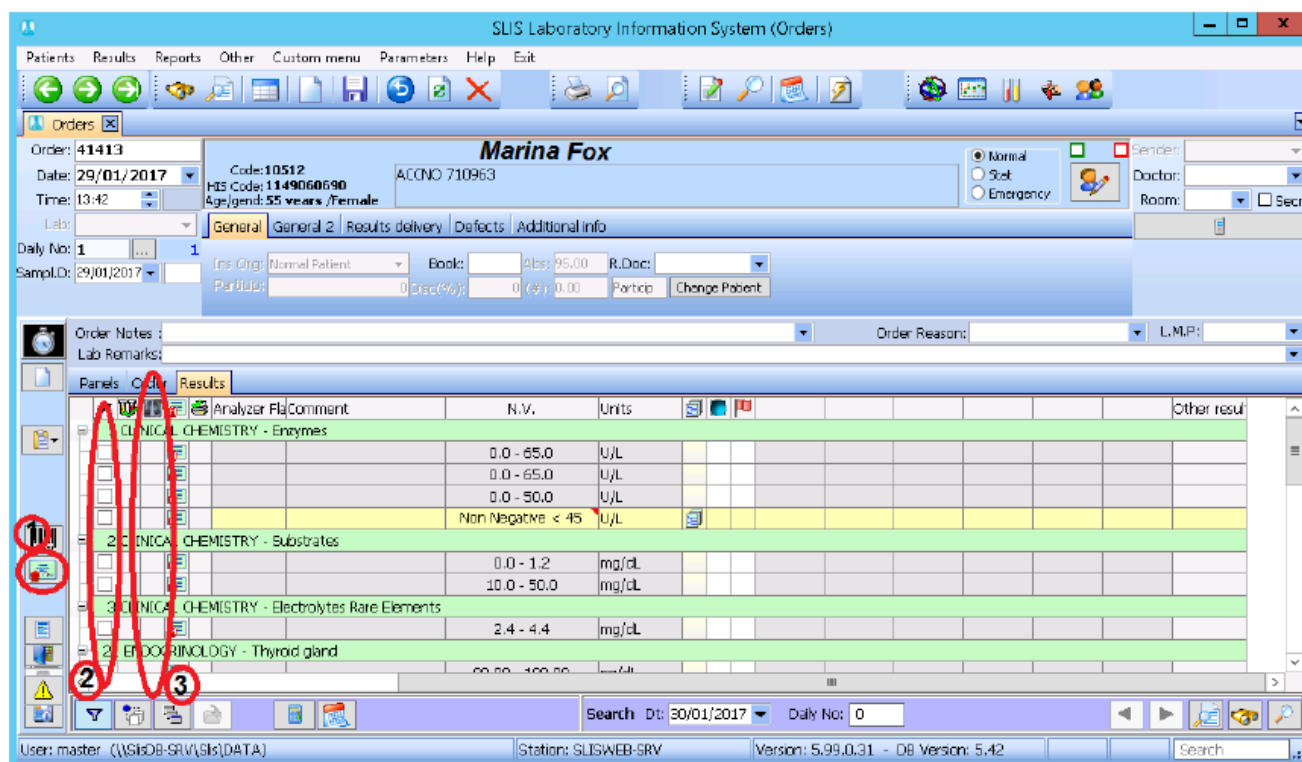 SLIS Laboratory Information System (Orders)
Patients Results Reports Other Custom menu Parameters Help Exit
Orders
Order: 41413
Date: 29/01/2017
Time: 13:42
Lab:
Daily No: 1 ... 1
Sampl.D: 29/01/2017
Marina Fox
Code: 10512
HIS Code: 1149060690
Age/gend: 55 years /Female
ACCNO 710963
Normal
Stat
Emergency
Sender:
Doctor:
Room: Secr
General General 2 Results delivery Defects Additional info
Ins Org: Normal Patient Book: Abs: 95.00 R.Doc:
Particip: 0 Disc(%): 0 (#): 0.00 Particip Change Patient
Order Notes : Order Reason: L.M.P:
Lab Remarks:
Panels Order Results
Analyzer Fla Comment N.V. Units Other resul
CLINICAL CHEMISTRY - Enzymes
0.0 - 65.0 U/L
0.0 - 65.0 U/L
0.0 - 50.0 U/L
Non Negative < 45 U/L
1
2 CLINICAL CHEMISTRY - Substrates
0.0 - 1.2 mg/dL
10.0 - 50.0 mg/dL
3 CLINICAL CHEMISTRY - Electrolytes Rare Elements
2.4 - 4.4 mg/dL
ENDOCRINOLOGY - Thyroid gland
2 3
Search Dt: 30/01/2017 Daily No: 0
User: master (\\SlisDB-SRV\Slis\DATA) Station: SLISWEB-SRV Version: 5.99.0.31 - DB Version: 5.42 Search